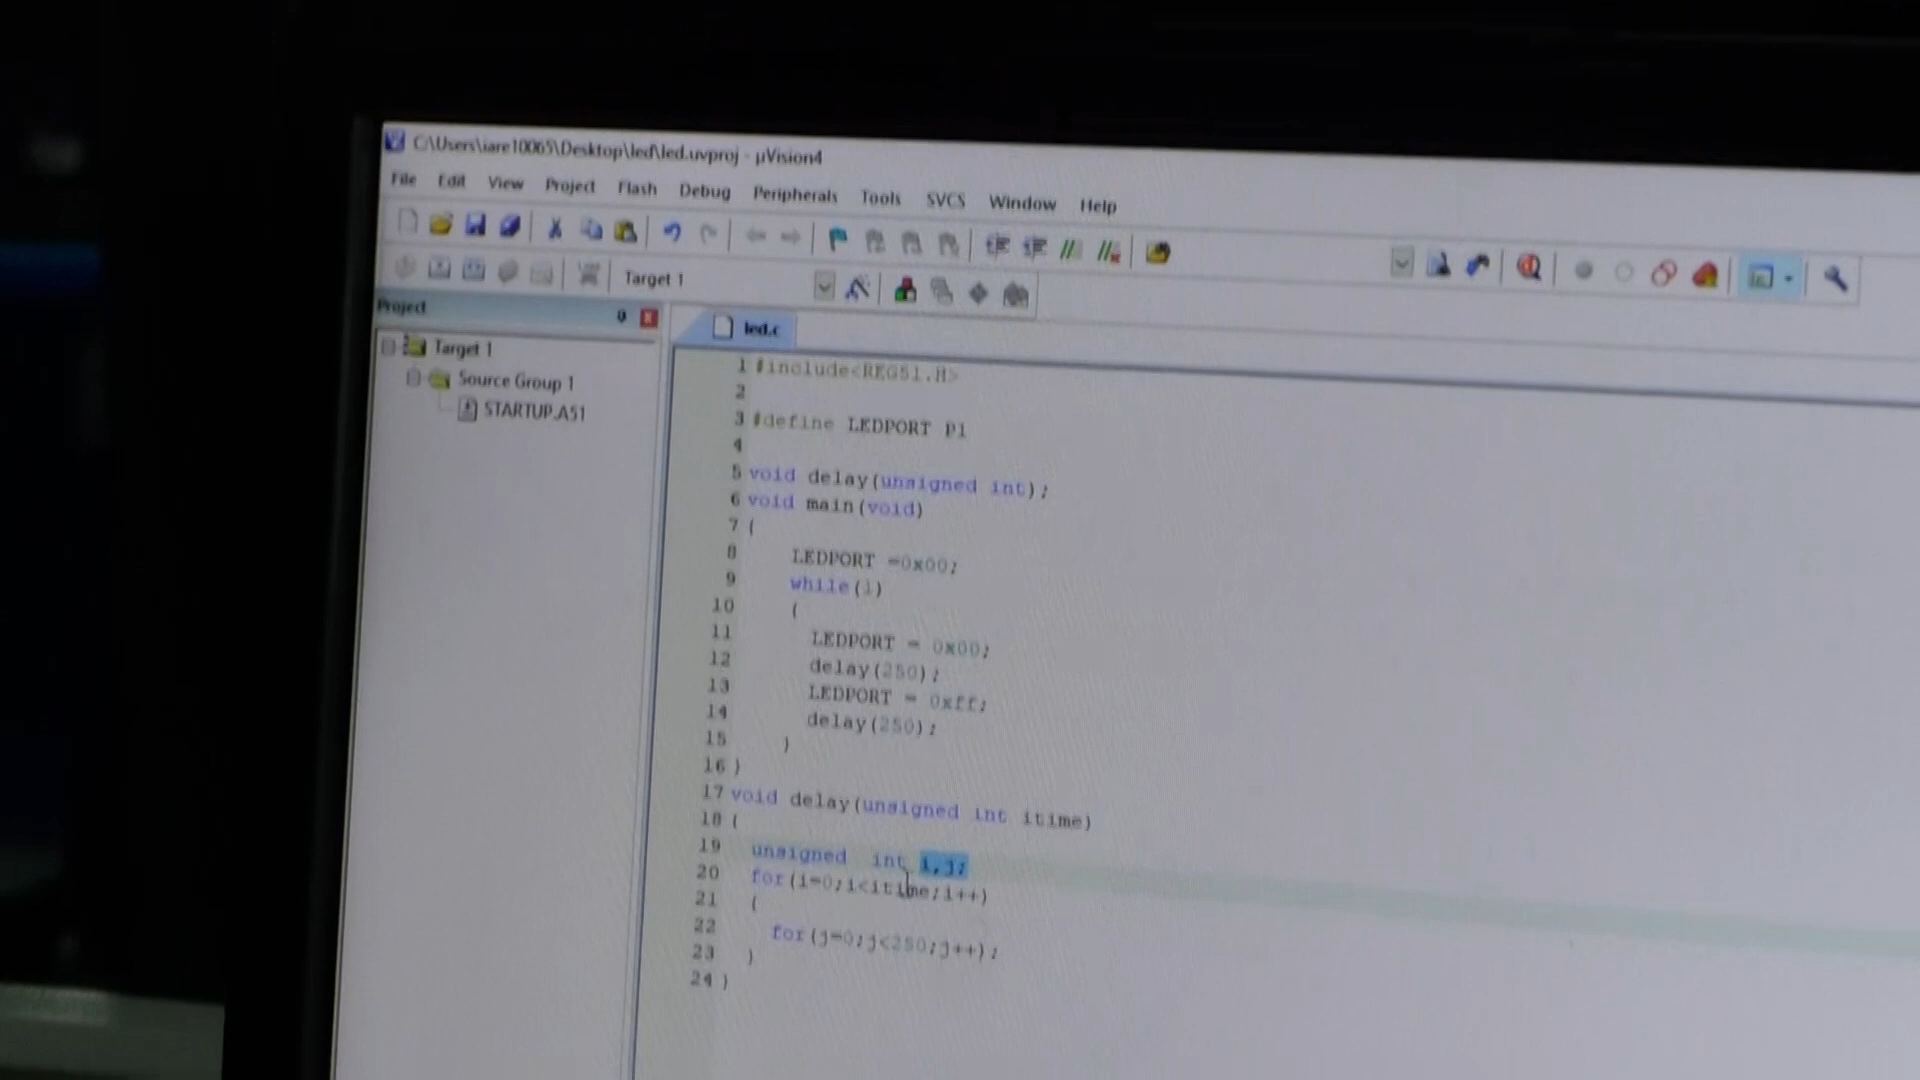 C:\Users\iare10065\Desktop\led\led.uvproj - µVision4
File Edit View Project Flash Debug Peripherals Tools SVCS Window Help
Target 1
Project
Target 1
Source Group 1
STARTUP.A51
led.c
1 #include<REG51.H>
2
3 #define LEDPORT P1
4
5 void delay(unsigned int);
6 void main(void)
7 {
8 LEDPORT =0x00;
9 while(1)
10 {
11 LEDPORT = 0x00;
12 delay(250);
13 LEDPORT = 0xff;
14 delay(250);
15 }
16 }
17 void delay(unsigned int itime)
18 {
19 unsigned int i,j;
20 for(i=0;i<itime;i++)
21 {
22 for(j=0;j<250;j++);
23 }
24 }